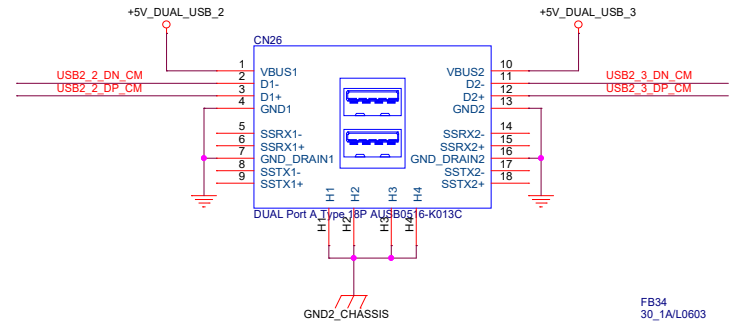 +5V_DUAL_USB_2
+5V_DUAL_USB_3
CN26
1 VBUS1 VBUS2 10
USB2_2_DN_CM 2 D1- D2- 11 USB2_3_DN_CM
USB2_2_DP_CM 3 D1+ D2+ 12 USB2_3_DP_CM
4 GND1 GND2 13
5 SSRX1- SSRX2- 14
6 SSRX1+ SSRX2+ 15
7 GND_DRAIN1 GND_DRAIN2 16
8 SSTX1- SSTX2- 17
9 SSTX1+ SSTX2+ 18
H1 H2 H3 H4
DUAL Port A Type 18P AUSB0516-K013C
H1 H2 H3 H4
GND2_CHASSIS
FB34
30_1A/L0603